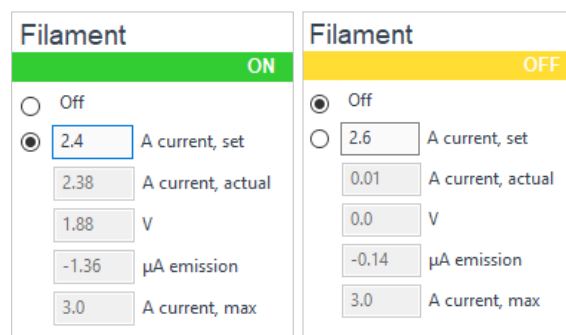 Filament
ON
Off
2.4 A current, set
2.38 A current, actual
1.88 V
-1.36 µA emission
3.0 A current, max
Filament
OFF
Off
2.6 A current, set
0.01 A current, actual
0.0 V
-0.14 µA emission
3.0 A current, max